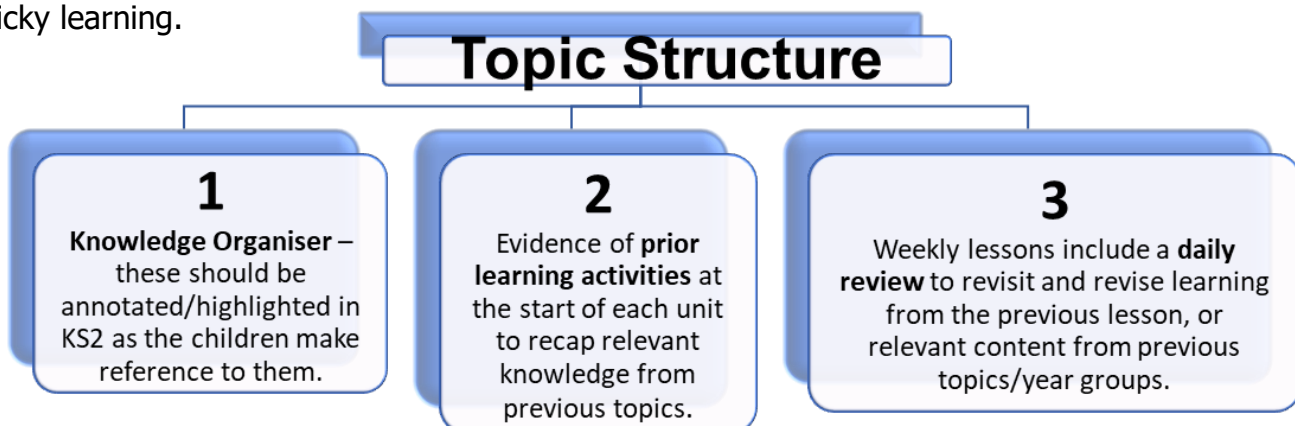 icky learning.
Topic Structure
1
Knowledge Organiser –
these should be
annotated/highlighted in
KS2 as the children make
reference to them.
2
Evidence of prior
learning activities at
the start of each unit
to recap relevant
knowledge from
previous topics.
3
Weekly lessons include a daily
review to revisit and revise learning
from the previous lesson, or
relevant content from previous
topics/year groups.